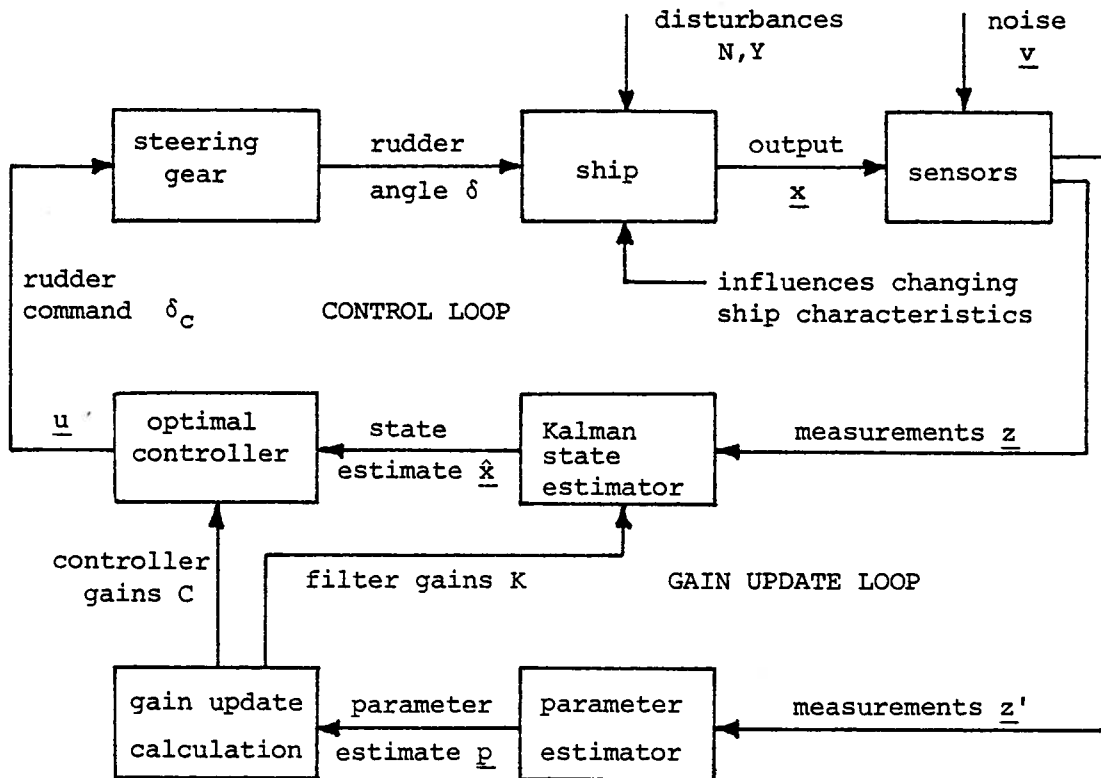 disturbances
N,Y
noise
v
steering
gear
rudder
angle δ
ship
output
x
sensors
rudder
command δc
CONTROL LOOP
influences changing
ship characteristics
u
optimal
controller
state
estimate x̂
Kalman
state
estimator
measurements z
controller
gains C
filter gains K
GAIN UPDATE LOOP
gain update
calculation
parameter
estimate p
parameter
estimator
measurements z'